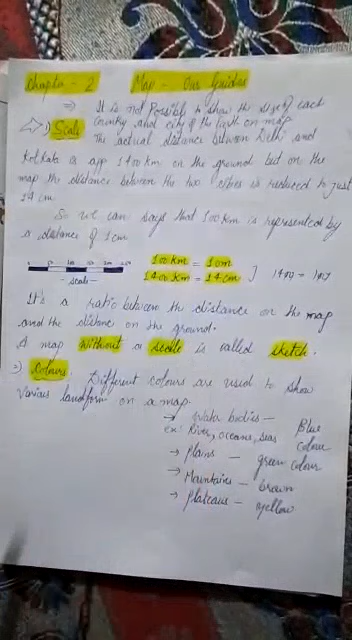 Chapter - 2 Map - Our Guides
⇒ It is not possible to show the size of each
country and city of the Earth on map.
1) Scale The actual distance between Delhi and
Kolkata is app 1400 km on the ground but on the
map the distance between the two cities is reduced to just
14 cm.
So we can says that 100 km is represented by
a distance of 1 cm
100 km = 1 cm
1400 km = 14 cm ]
- scale -
It's a ratio between the distance on the map
and the distance on the ground.
A map without a scale is called sketch.
2) Colours. Different colours are used to show
various landform on a map.
→ Water bodies - Blue
ex: River, oceans, seas colour
→ Plains - green colour
→ Mountains - brown
→ Plateaus - yellow